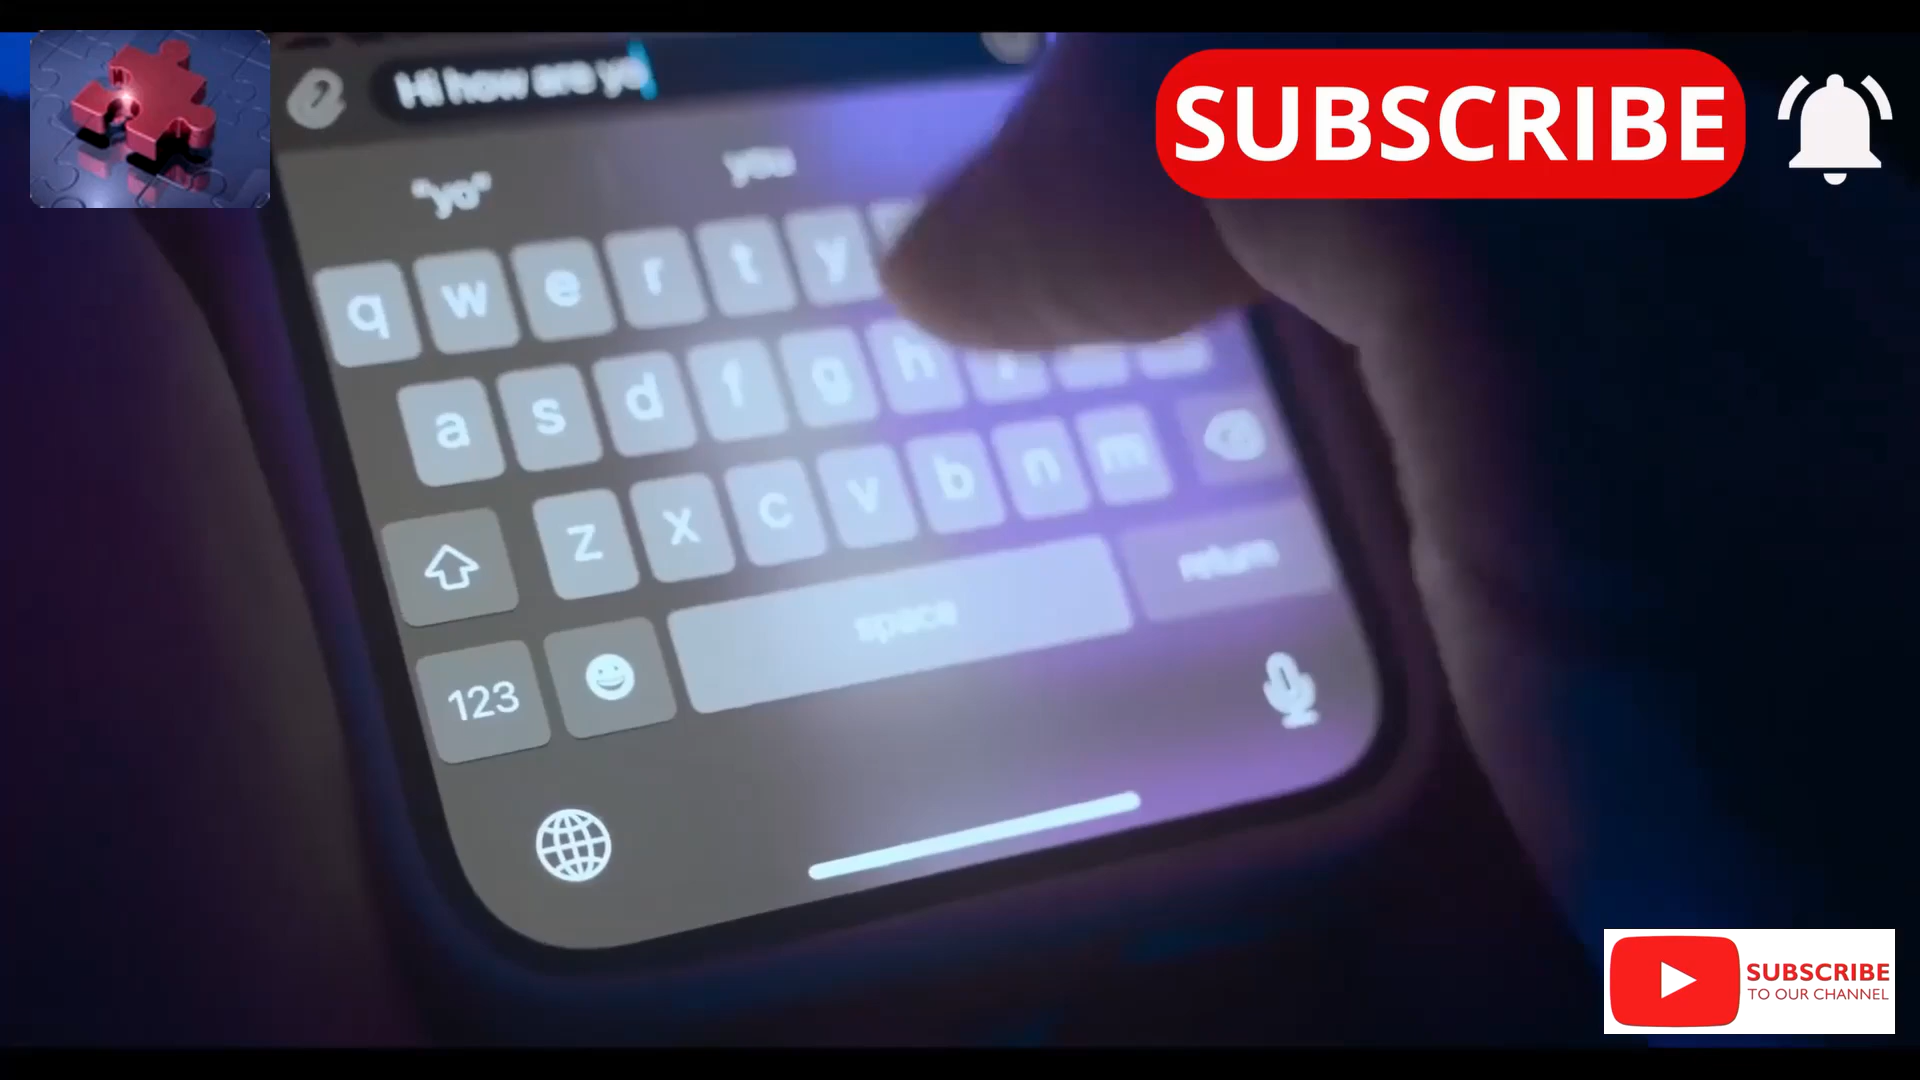 Hi how are yo
SUBSCRIBE
"yo" you
q w e r t y
a s d f g h
z x c v b n m
space return
123
SUBSCRIBE
TO OUR CHANNEL